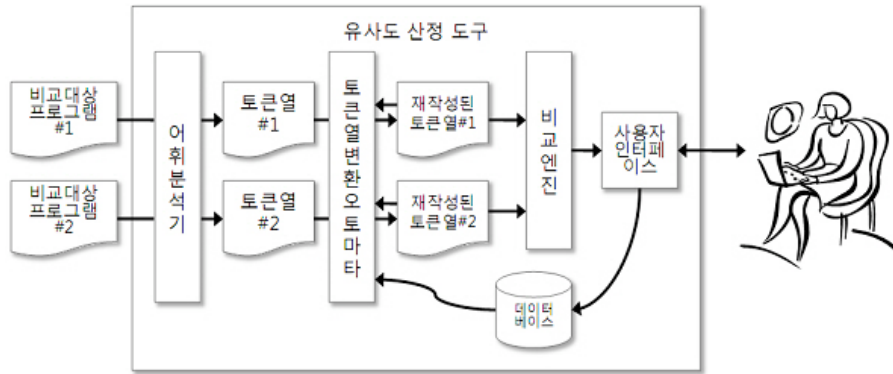 유사도 산정 도구
비교대상
프로그램
#1
어휘분석기
토큰열
#1
토큰열변환오토마타
재작성된
토큰열#1
비교엔진
사용자
인터페
이스
비교대상
프로그램
#2
토큰열
#2
재작성된
토큰열#2
데이터
베이스